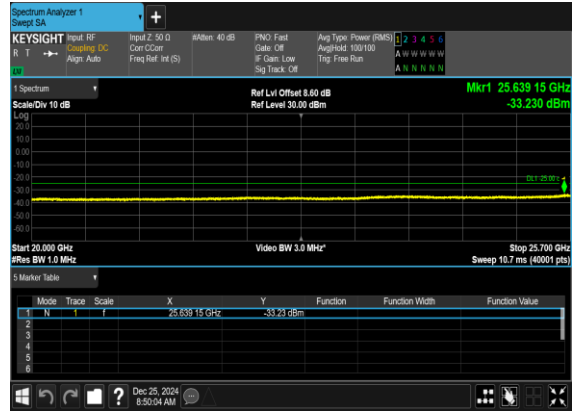 Spectrum Analyzer 1
Swept SA
+
KEYSIGHT Input: RF Input Z: 50 Ω #Atten: 40 dB PNO: Fast Avg Type: Power (RMS) 1 2 3 4 5 6
R T Coupling: DC Corr CCorr Gate: Off Avg|Hold: 100/100 A W W W W W
Align: Auto Freq Ref: Int (S) IF Gain: Low Trig: Free Run
Sig Track: Off A N N N N N
1 Spectrum Ref Lvl Offset 8.60 dB Mkr1 25.639 15 GHz
Scale/Div 10 dB Ref Level 30.00 dBm -33.230 dBm
Log
20.0
10.0
0.00
-10.0
-20.0
DL1 -25.00
-30.0
-40.0
-50.0
-60.0
Start 20.000 GHz Video BW 3.0 MHz* Stop 25.700 GHz
#Res BW 1.0 MHz Sweep 10.7 ms (40001 pts)
5 Marker Table
Mode Trace Scale X Y Function Function Width Function Value
1 N 1 f 25.639 15 GHz -33.23 dBm
2
3
4
5
6
? Dec 25, 2024
8:50:04 AM